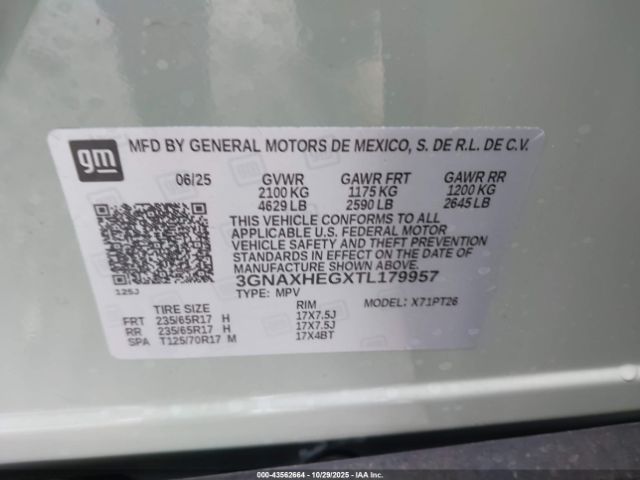 gm
MFD BY GENERAL MOTORS DE MEXICO, S. DE R.L. DE C.V.
06/25 GVWR GAWR FRT GAWR RR
2100 KG 1175 KG 1200 KG
4629 LB 2590 LB 2645 LB
THIS VEHICLE CONFORMS TO ALL
APPLICABLE U.S. FEDERAL MOTOR
VEHICLE SAFETY AND THEFT PREVENTION
STANDARDS IN EFFECT ON THE DATE OF
MANUFACTURE SHOWN ABOVE.
125J 3GNAXHEGXTL179957
TYPE: MPV MODEL: X71PT26
TIRE SIZE RIM
FRT 235/65R17 H 17X7.5J
RR 235/65R17 H 17X7.5J
SPA T125/70R17 M 17X4BT
000-43562664 - 10/29/2025 - IAAI.COM